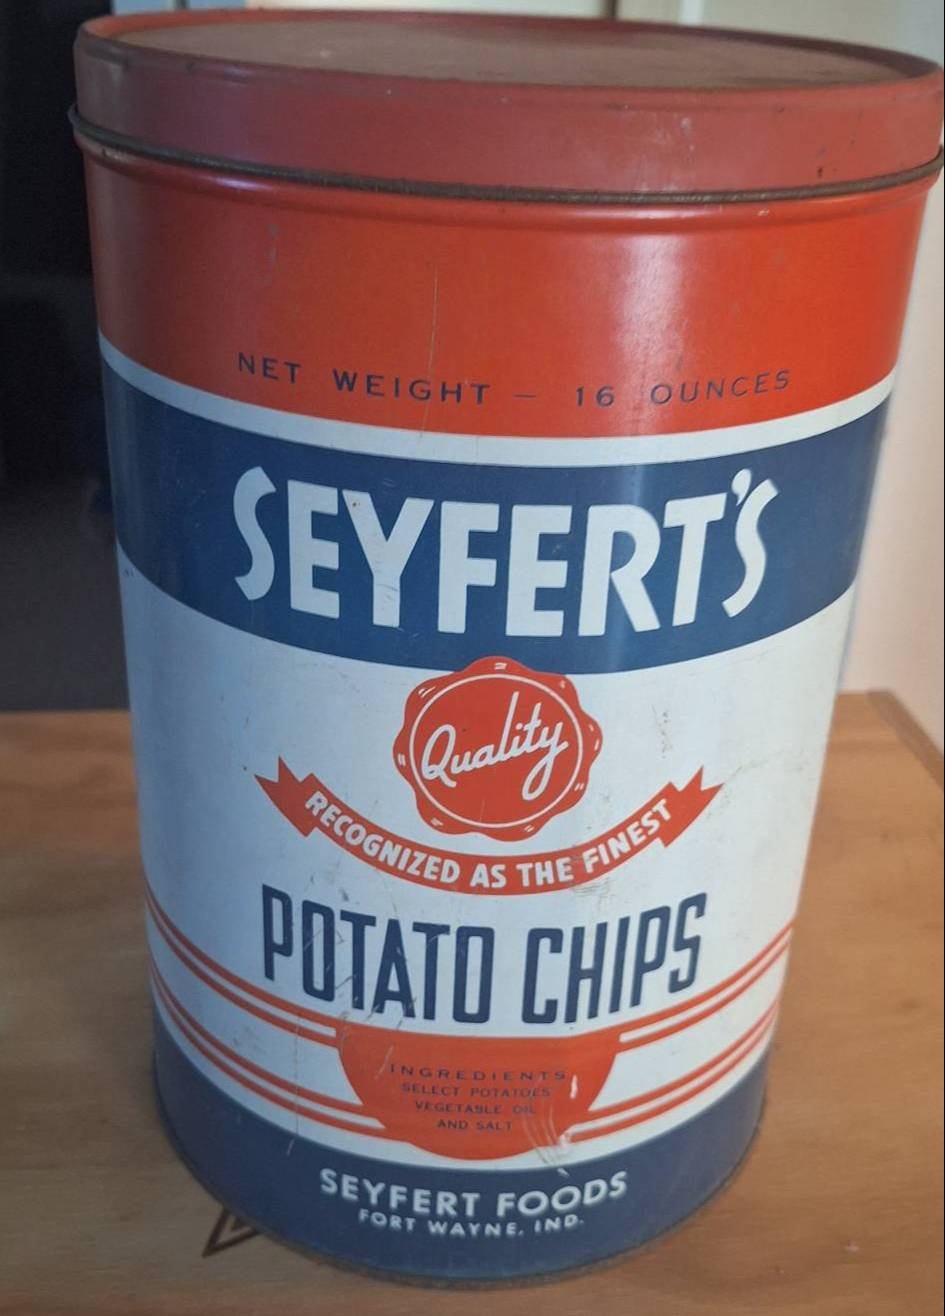 NET WEIGHT — 16 OUNCES
SEYFERT'S
Quality
RECOGNIZED AS THE FINEST
POTATO CHIPS
INGREDIENTS
SELECT POTATOES
VEGETABLE OIL
AND SALT
SEYFERT FOODS
FORT WAYNE, IND.